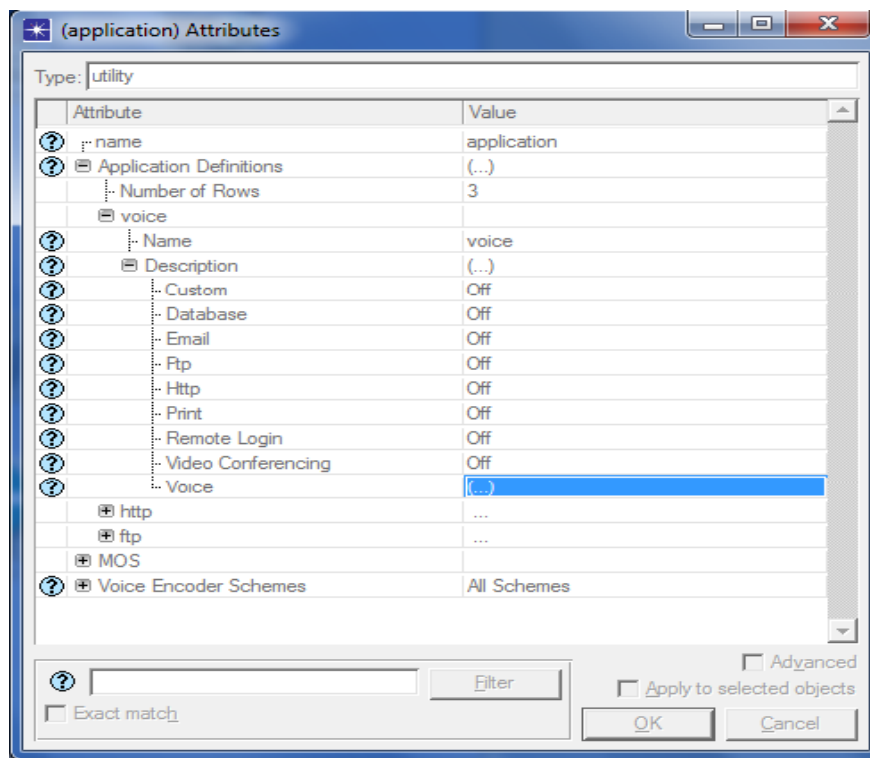 (application) Attributes
Type: utility
Attribute Value
name application
Application Definitions (...)
Number of Rows 3
voice
Name voice
Description (...)
Custom Off
Database Off
Email Off
Ftp Off
Http Off
Print Off
Remote Login Off
Video Conferencing Off
Voice (...)
http ...
ftp ...
MOS
Voice Encoder Schemes All Schemes
Advanced
Filter
Apply to selected objects
Exact match
OK Cancel